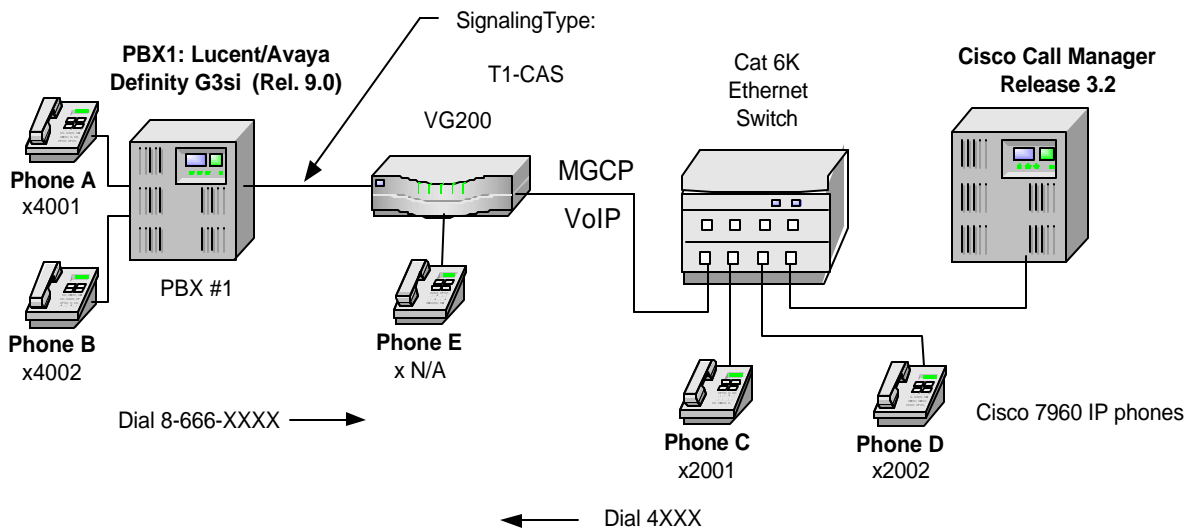 SignalingType:
T1-CAS
PBX1: Lucent/Avaya
Definity G3si (Rel. 9.0)
VG200
Cat 6K
Ethernet
Switch
Cisco Call Manager
Release 3.2
Phone A
x4001
MGCP
VoIP
PBX #1
Phone B
x4002
Phone E
x N/A
Dial 8-666-XXXX
Phone C
x2001
Phone D
x2002
Cisco 7960 IP phones
Dial 4XXX